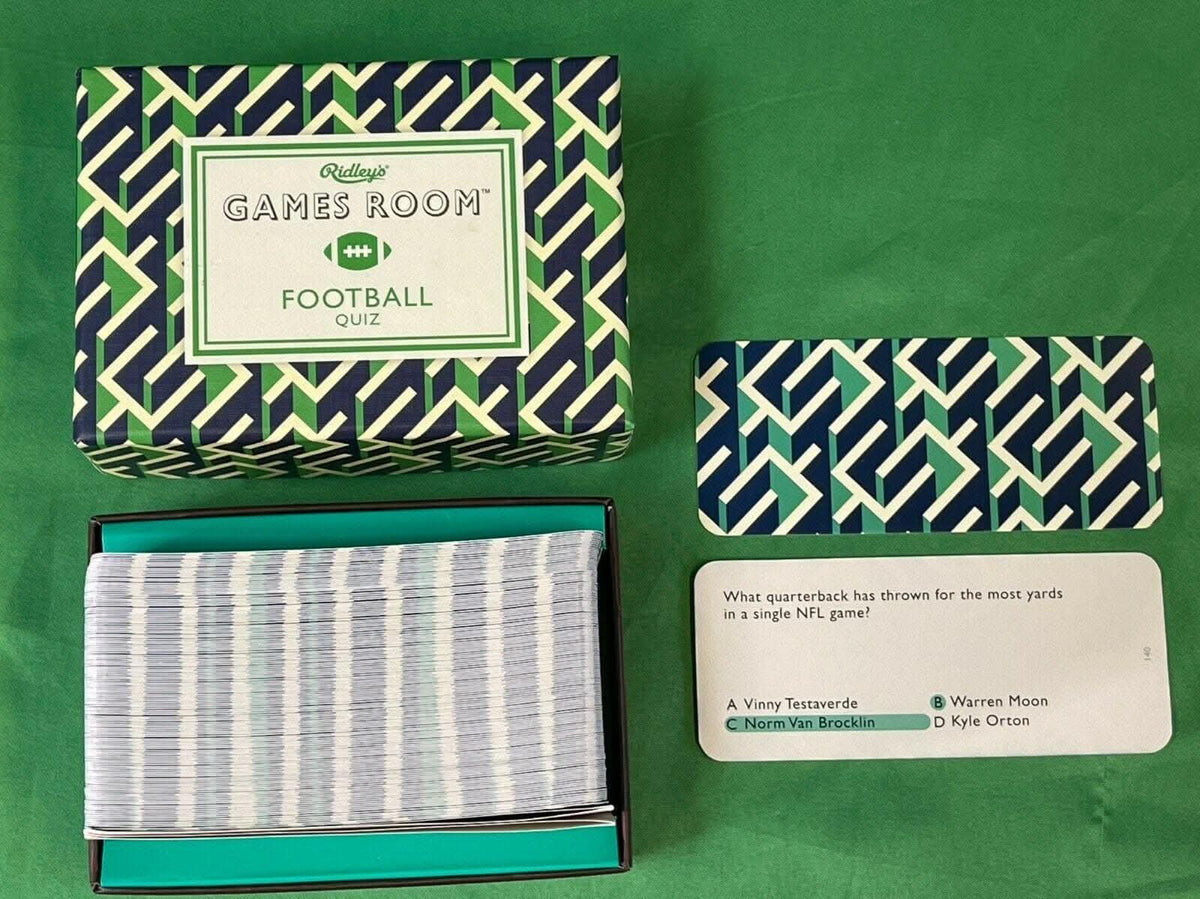 Ridley's
GAMES ROOM™
FOOTBALL
QUIZ
What quarterback has thrown for the most yards
in a single NFL game?
140
A Vinny Testaverde
B Warren Moon
C Norm Van Brocklin
D Kyle Orton